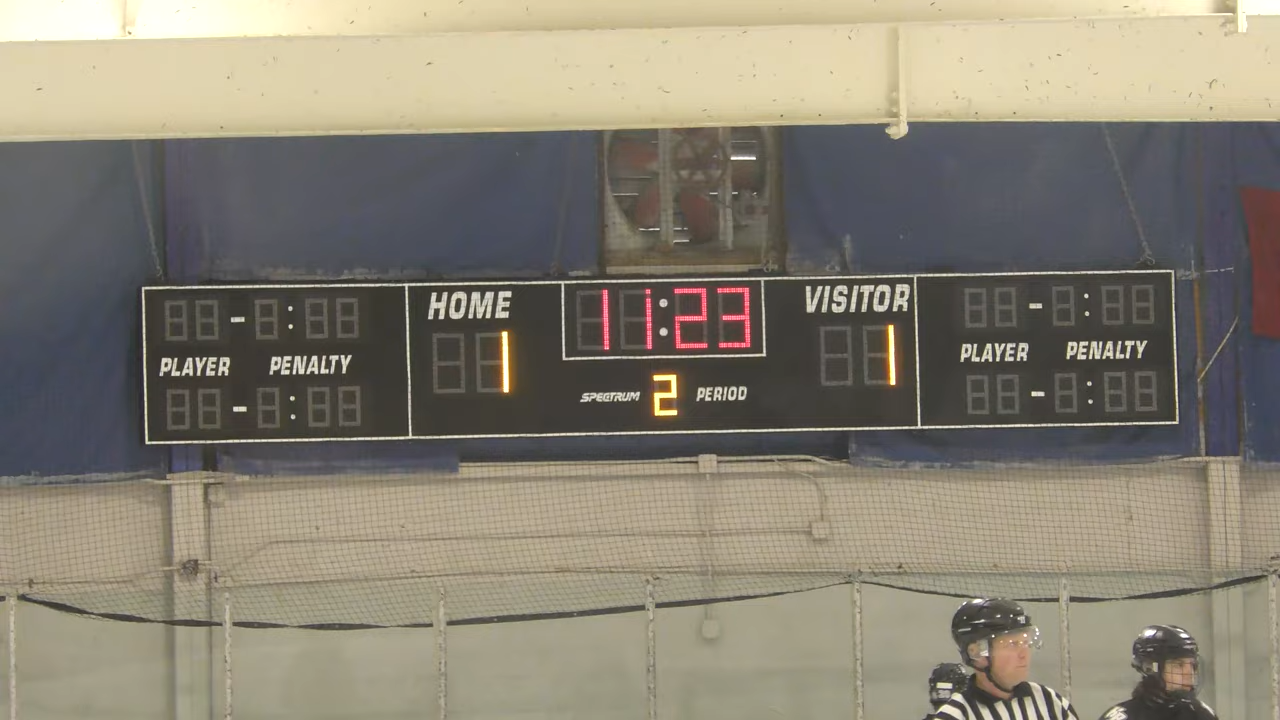 HOME 11:23 VISITOR
PLAYER PENALTY 1 1 PLAYER PENALTY
SPECTRUM 2 PERIOD